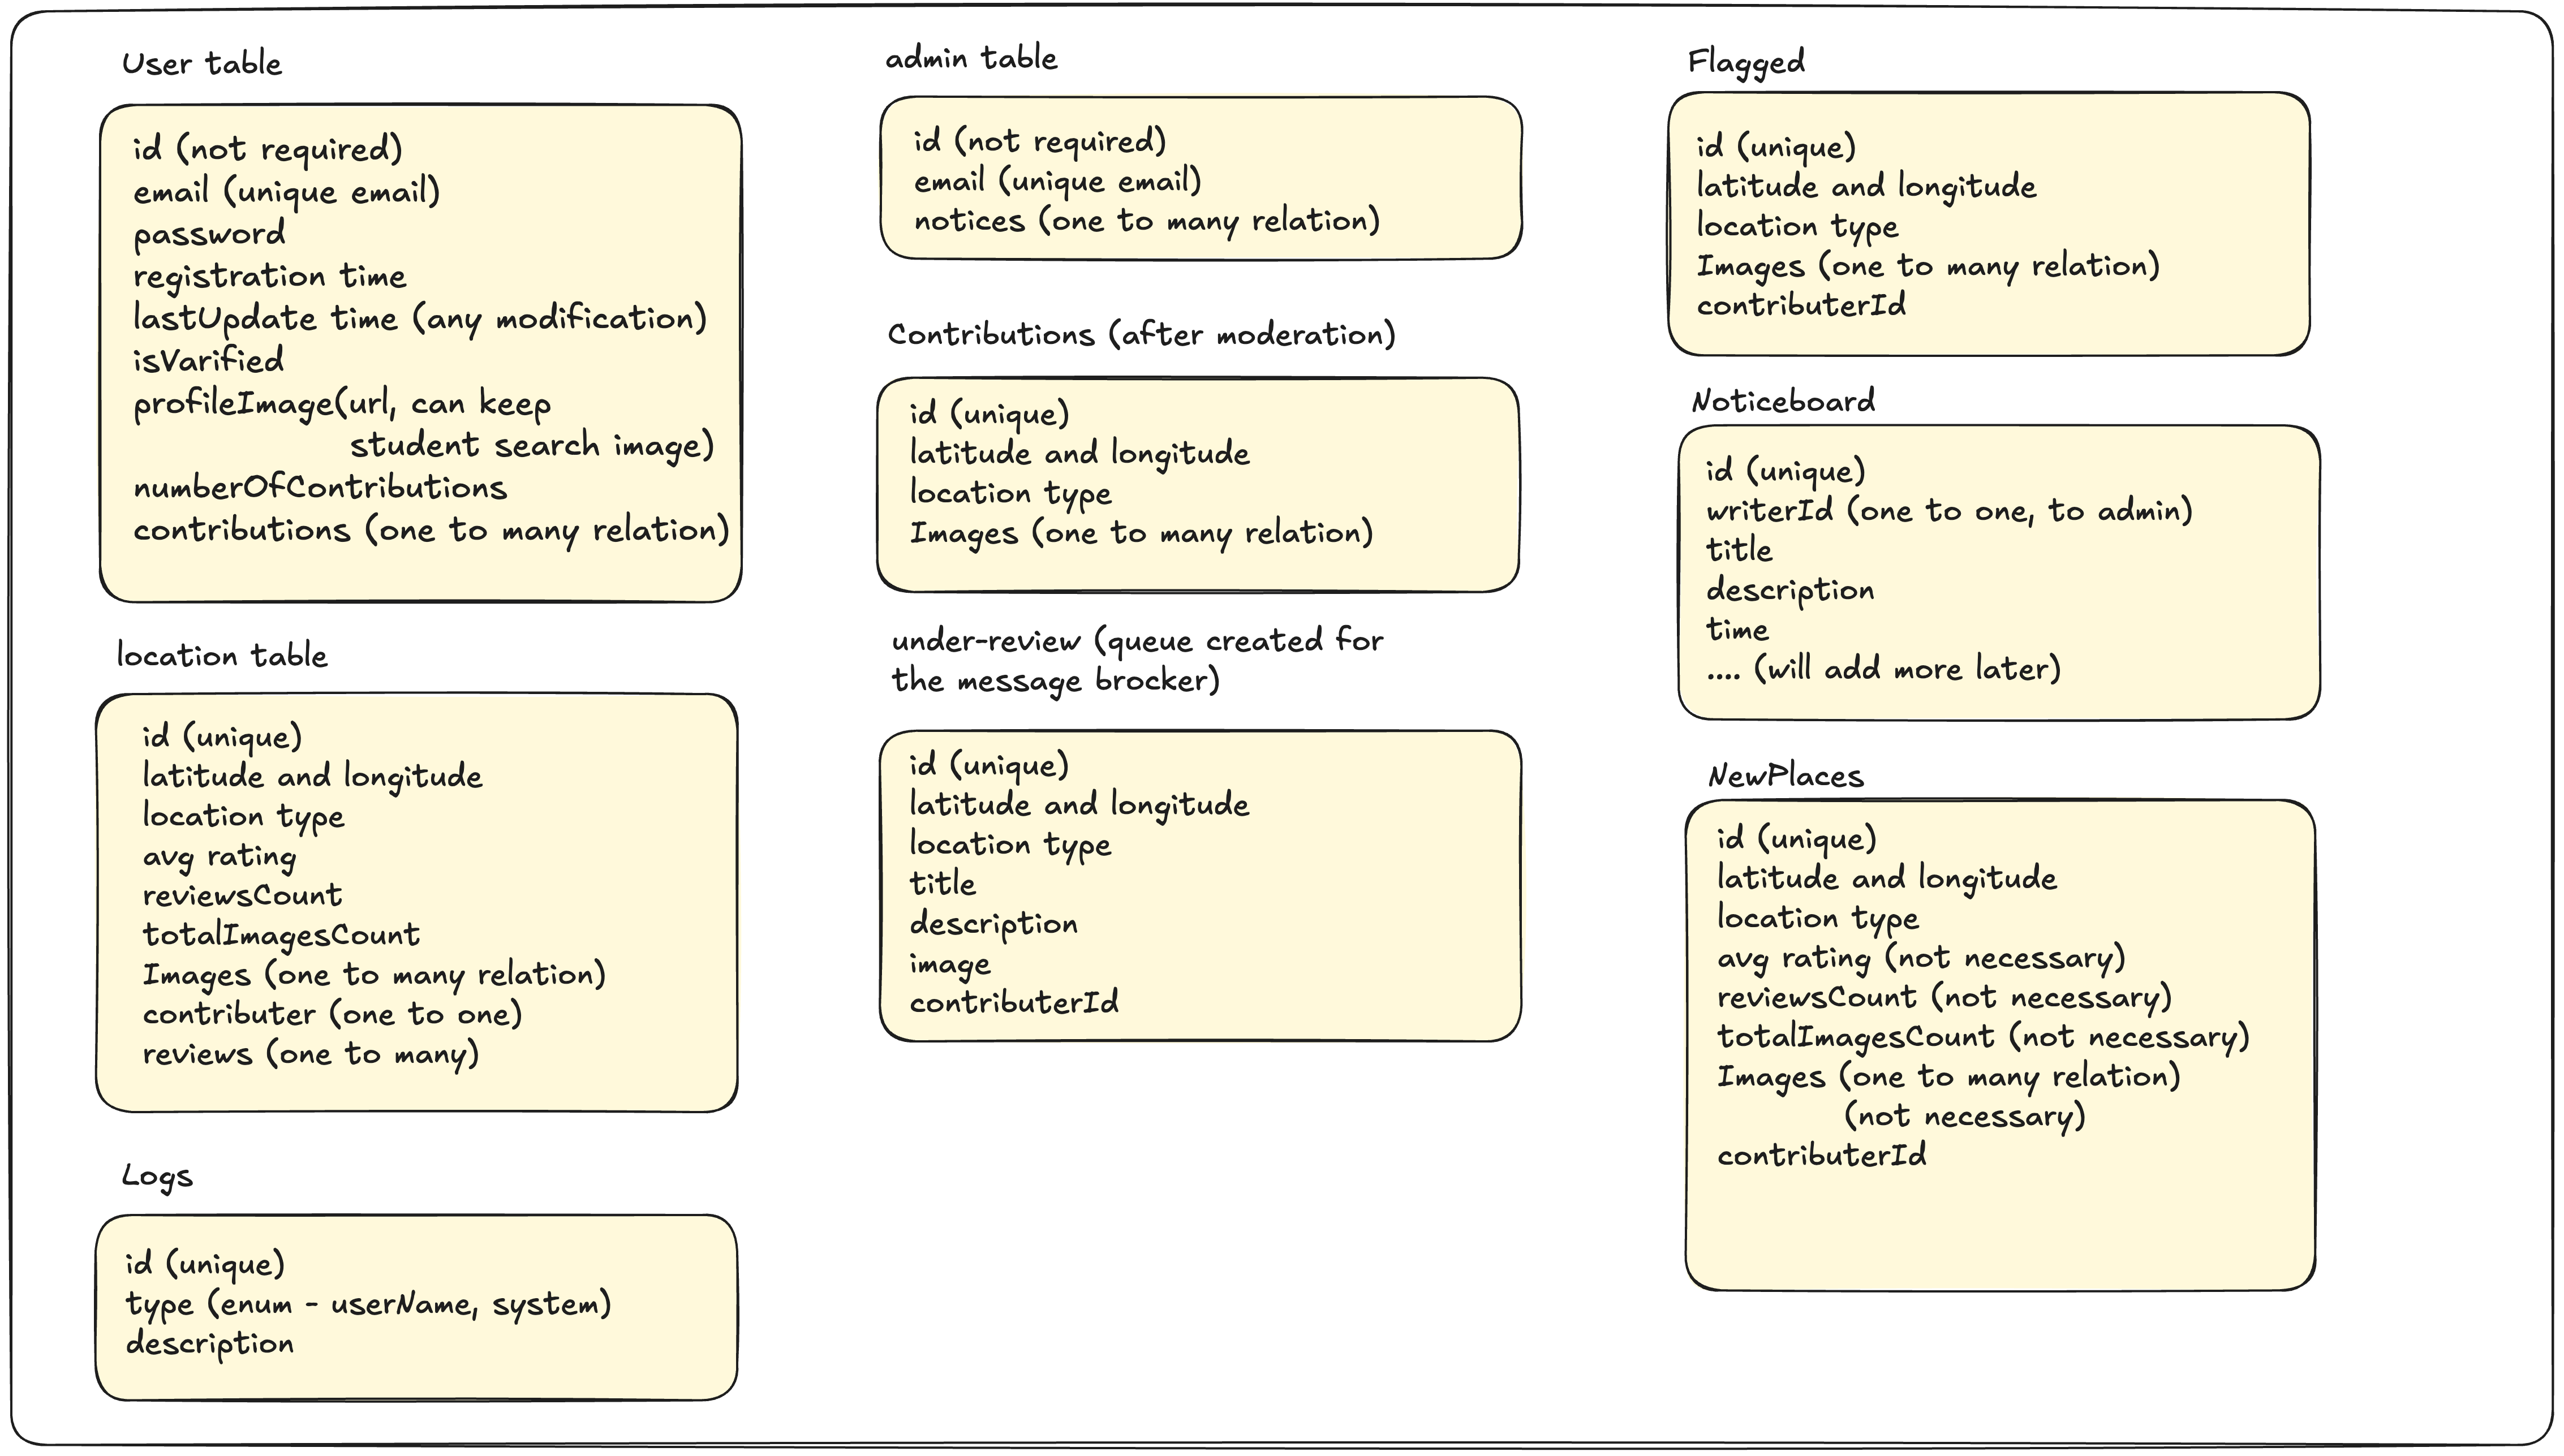 User table
id (not required)
email (unique email)
password
registration time
lastUpdate time (any modification)
isVarified
profileImage(url, can keep
student search image)
numberOfContributions
contributions (one to many relation)
location table
id (unique)
latitude and longitude
location type
avg rating
reviewsCount
totalImagesCount
Images (one to many relation)
contributer (one to one)
reviews (one to many)
Logs
id (unique)
type (enum - userName, system)
description
admin table
id (not required)
email (unique email)
notices (one to many relation)
Contributions (after moderation)
id (unique)
latitude and longitude
location type
Images (one to many relation)
under-review (queue created for
the message brocker)
id (unique)
latitude and longitude
location type
title
description
image
contributerId
Flagged
id (unique)
latitude and longitude
location type
Images (one to many relation)
contributerId
Noticeboard
id (unique)
writerId (one to one, to admin)
title
description
time
.... (will add more later)
NewPlaces
id (unique)
latitude and longitude
location type
avg rating (not necessary)
reviewsCount (not necessary)
totalImagesCount (not necessary)
Images (one to many relation)
(not necessary)
contributerId